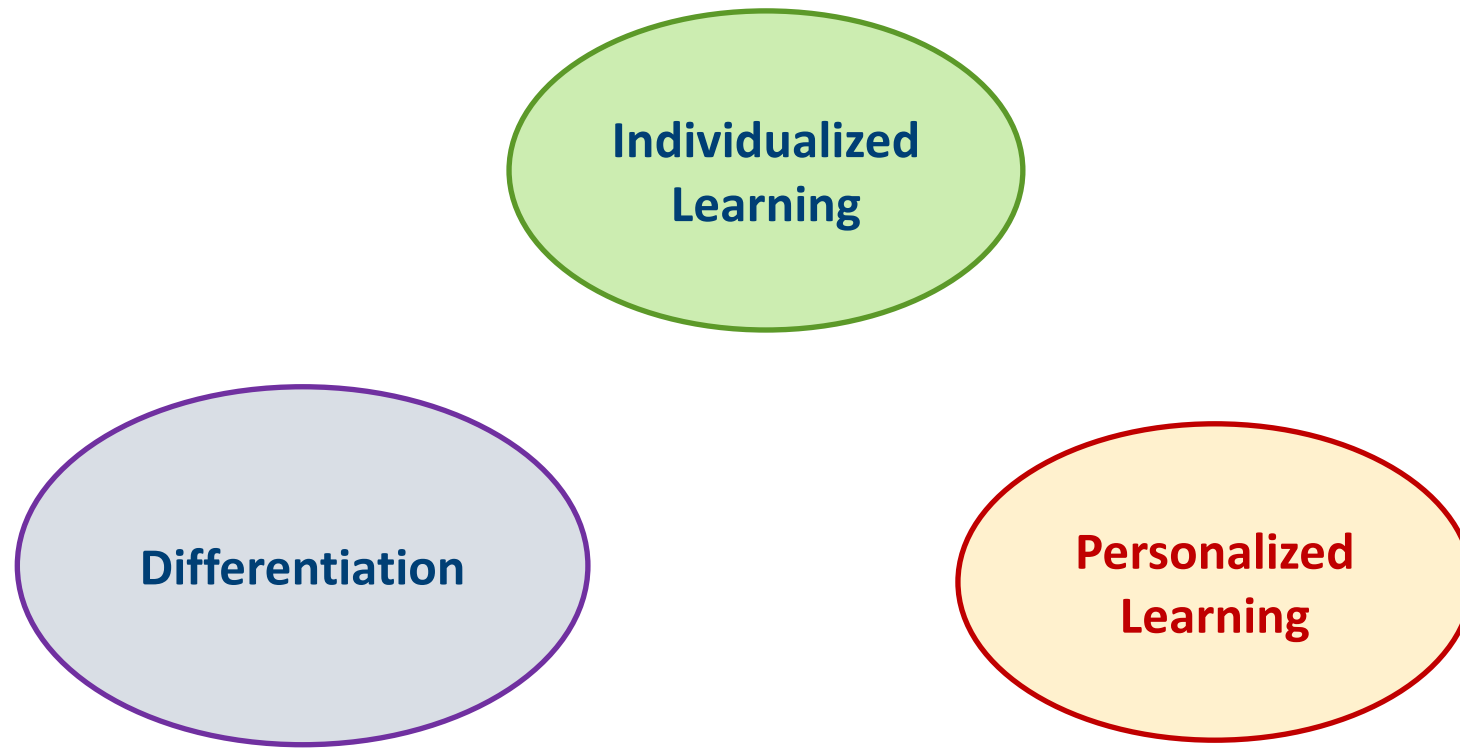 Individualized
Learning
Differentiation
Personalized
Learning